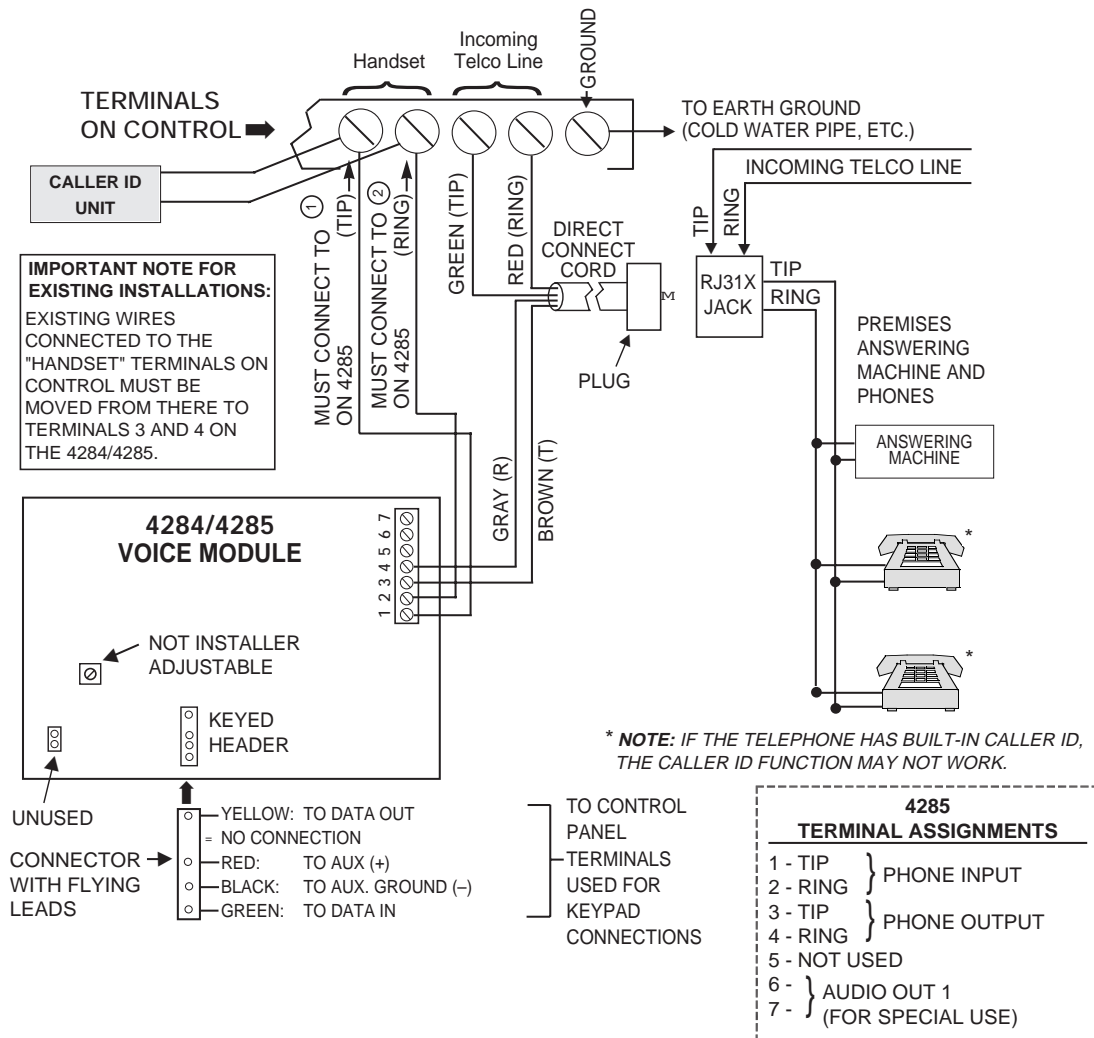 Handset
Incoming
Telco Line
GROUND
TERMINALS
ON CONTROL
TO EARTH GROUND
(COLD WATER PIPE, ETC.)
INCOMING TELCO LINE
CALLER ID
UNIT
MUST CONNECT TO 1
(TIP)
ON 4285
MUST CONNECT TO 2
(RING)
ON 4285
GREEN (TIP)
RED (RING)
DIRECT
CONNECT
CORD
M
PLUG
TIP
RING
RJ31X
JACK
TIP
RING
PREMISES
ANSWERING
MACHINE AND
PHONES
ANSWERING
MACHINE
IMPORTANT NOTE FOR
EXISTING INSTALLATIONS:
EXISTING WIRES
CONNECTED TO THE
"HANDSET" TERMINALS ON
CONTROL MUST BE
MOVED FROM THERE TO
TERMINALS 3 AND 4 ON
THE 4284/4285.
GRAY (R)
BROWN (T)
4284/4285
VOICE MODULE
7
6
5
4
3
2
1
NOT INSTALLER
ADJUSTABLE
KEYED
HEADER
UNUSED
CONNECTOR
WITH FLYING
LEADS
YELLOW: TO DATA OUT
= NO CONNECTION
RED: TO AUX (+)
BLACK: TO AUX. GROUND (–)
GREEN: TO DATA IN
TO CONTROL
PANEL
TERMINALS
USED FOR
KEYPAD
CONNECTIONS
*
*
* NOTE: IF THE TELEPHONE HAS BUILT-IN CALLER ID,
THE CALLER ID FUNCTION MAY NOT WORK.
4285
TERMINAL ASSIGNMENTS
1 - TIP
2 - RING
PHONE INPUT
3 - TIP
4 - RING
PHONE OUTPUT
5 - NOT USED
6 -
7 -
AUDIO OUT 1
(FOR SPECIAL USE)